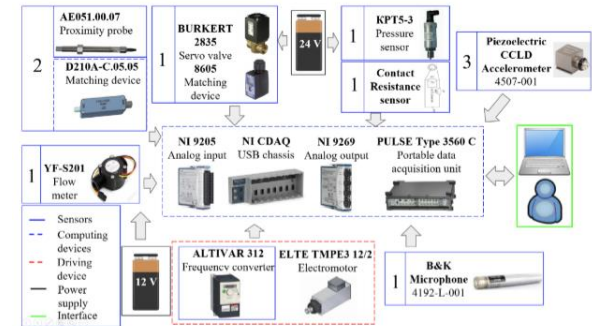 AE051.00.07
Proximity probe
2
D210A-C.05.05
Matching device
1
BURKERT
2835
Servo valve
8605
Matching
device
24 V
1
КРТ5-3
Pressure
sensor
1
Contact
Resistance
sensor
3
Piezoelectric
CCLD
Accelerometer
4507-001
1
YF-S201
Flow
meter
NI 9205
Analog input
NI CDAQ
USB chassis
NI 9269
Analog output
PULSE Type 3560 C
Portable data
acquisition unit
Sensors
Computing
devices
Driving
device
Power
supply
Interface
12 V
ALTIVAR 312
Frequency converter
ELTE TMPE3 12/2
Electromotor
1
B&K
Microphone
4192-L-001